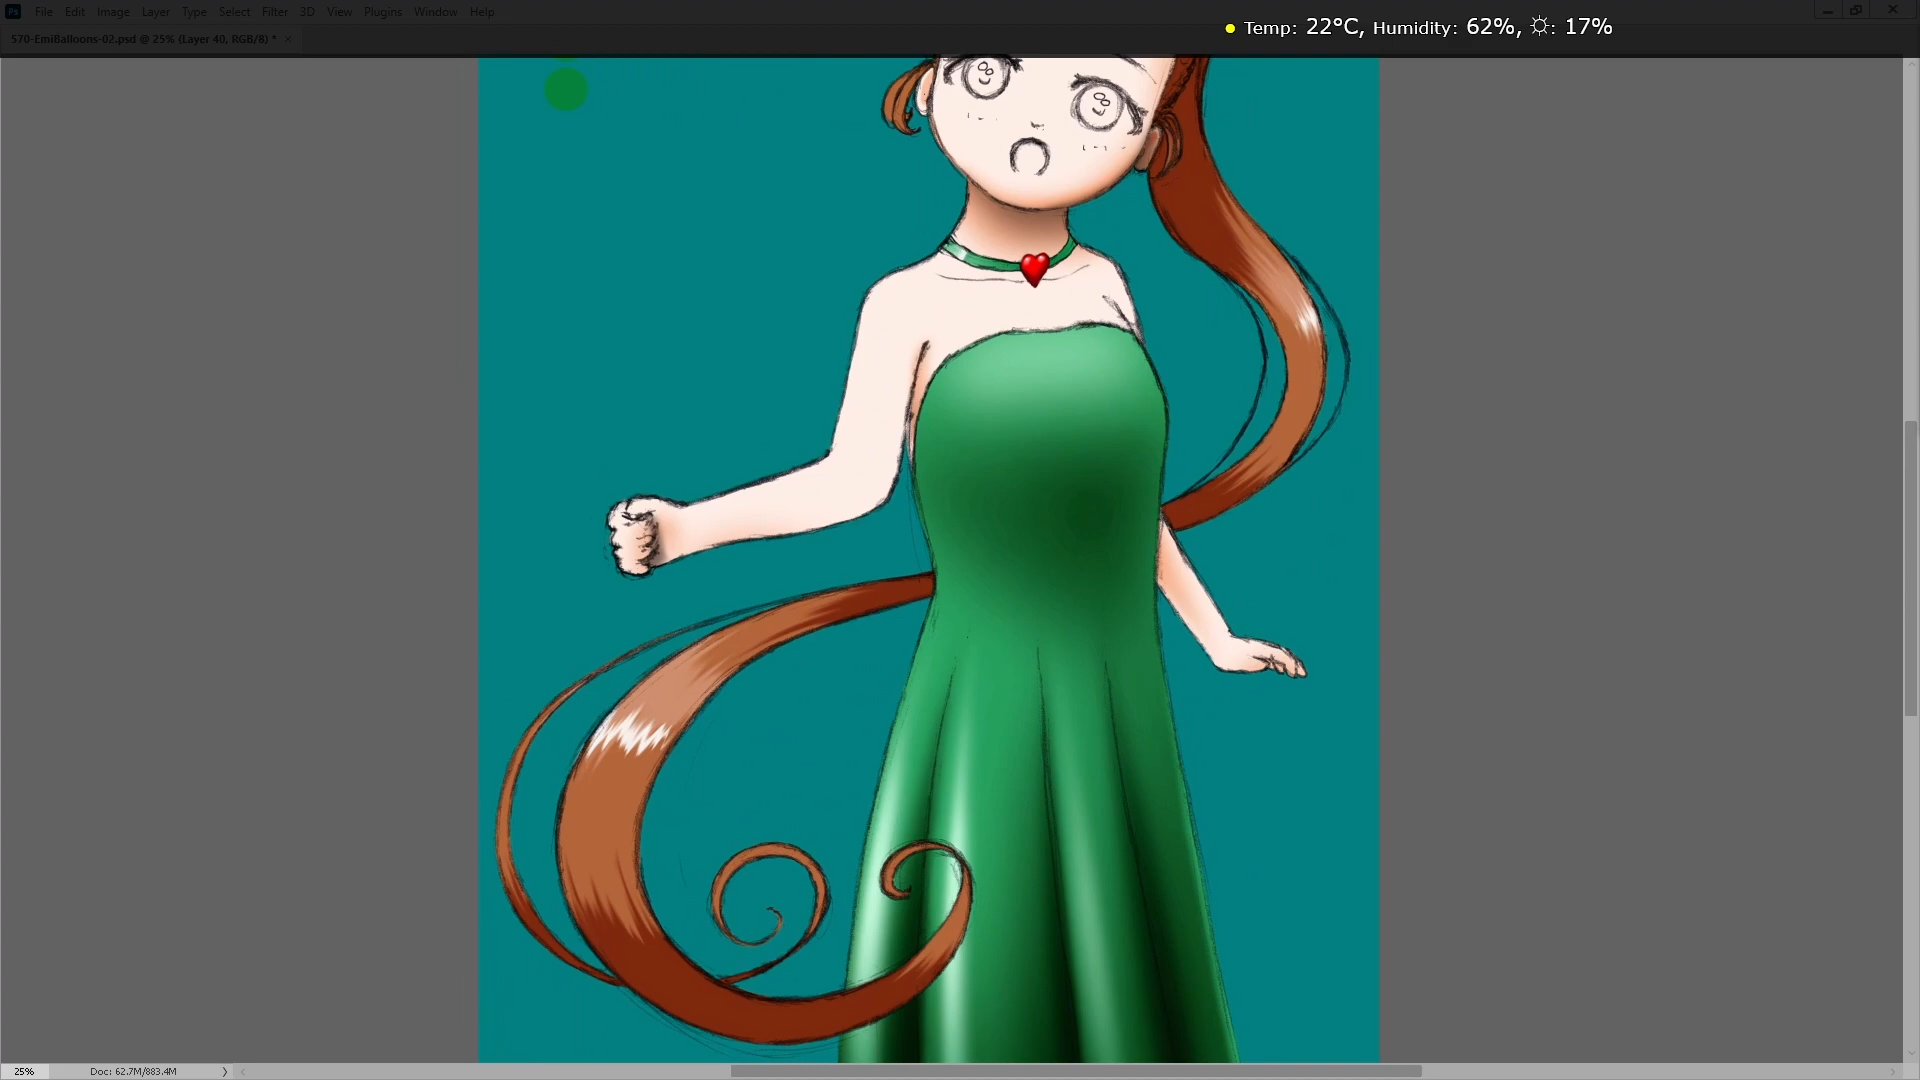 Ps File Edit Image Layer Type Select Filter 3D View Plugins Window Help
Temp: 22°C, Humidity: 62%, ☼: 17%
570-EmiBalloons-02.psd @ 25% (Layer 40, RGB/8) * ×
25% Doc: 62.7M/883.4M